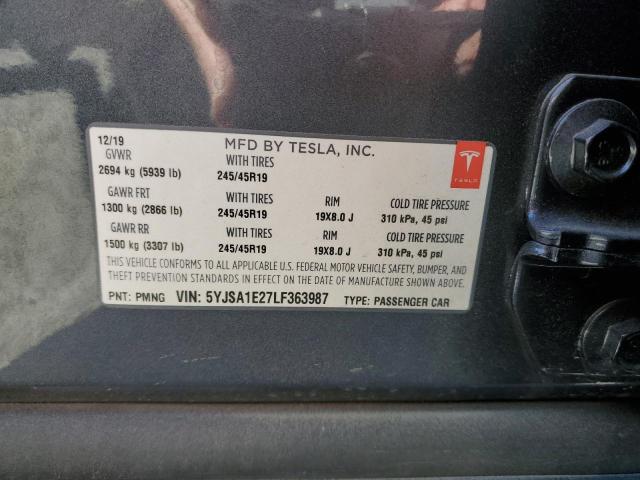 12/19 MFD BY TESLA, INC.
GVWR WITH TIRES
2694 kg (5939 lb) 245/45R19
TESLA
GAWR FRT WITH TIRES RIM COLD TIRE PRESSURE
1300 kg (2866 lb) 245/45R19 19X8.0 J 310 kPa, 45 psi
GAWR RR WITH TIRES RIM COLD TIRE PRESSURE
1500 kg (3307 lb) 245/45R19 19X8.0 J 310 kPa, 45 psi
THIS VEHICLE CONFORMS TO ALL APPLICABLE U.S. FEDERAL MOTOR VEHICLE SAFETY, BUMPER, AND
THEFT PREVENTION STANDARDS IN EFFECT ON THE DATE OF MANUFACTURE SHOWN ABOVE.
PNT: PMNG VIN: 5YJSA1E27LF363987 TYPE: PASSENGER CAR